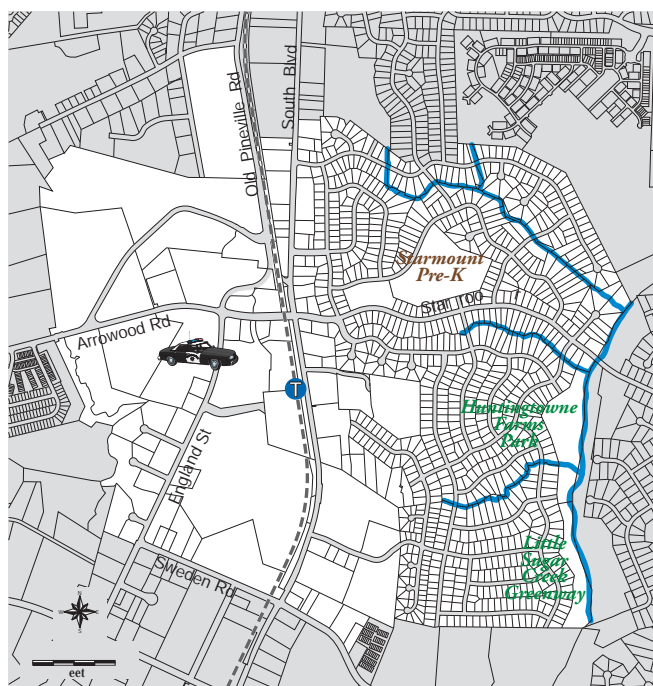 Old Pineville Rd
South Blvd
Starmount
Pre-K
Arrowood Rd
T
Huntingtowne
Farms
Park
England St
Little
Sugar
Creek
Greenway
Sweden Rd
N
W
E
S
eet